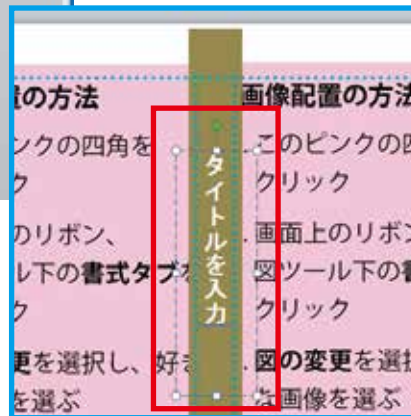 置の方法
ンクの四角を
ク
のリボン、
ル下の書式タブを
ク
更を選択し、好き
を選ぶ
タイトルを入力
画像配置の方法
.このピンクの四
クリック
. 画面上のリボン
図ツール下の書
クリック
. 図の変更を選択
な画像を選ぶ